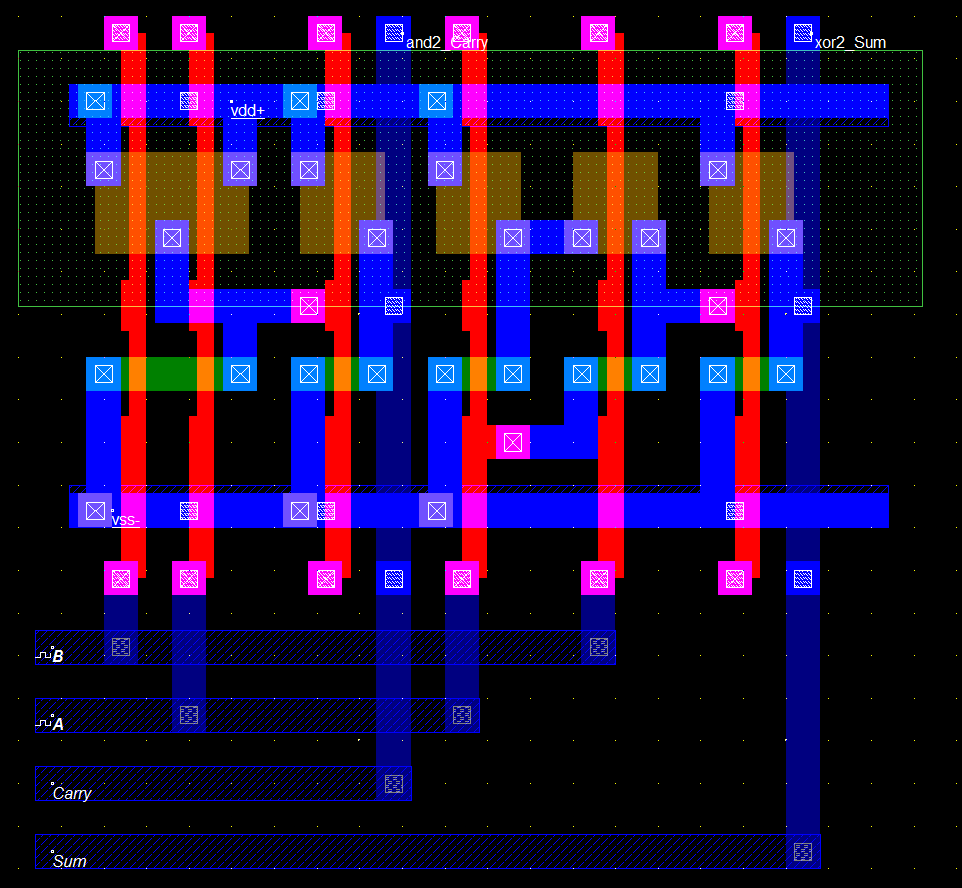 and2_Carry
xor2_Sum
vdd+
vss-
B
A
Carry
Sum